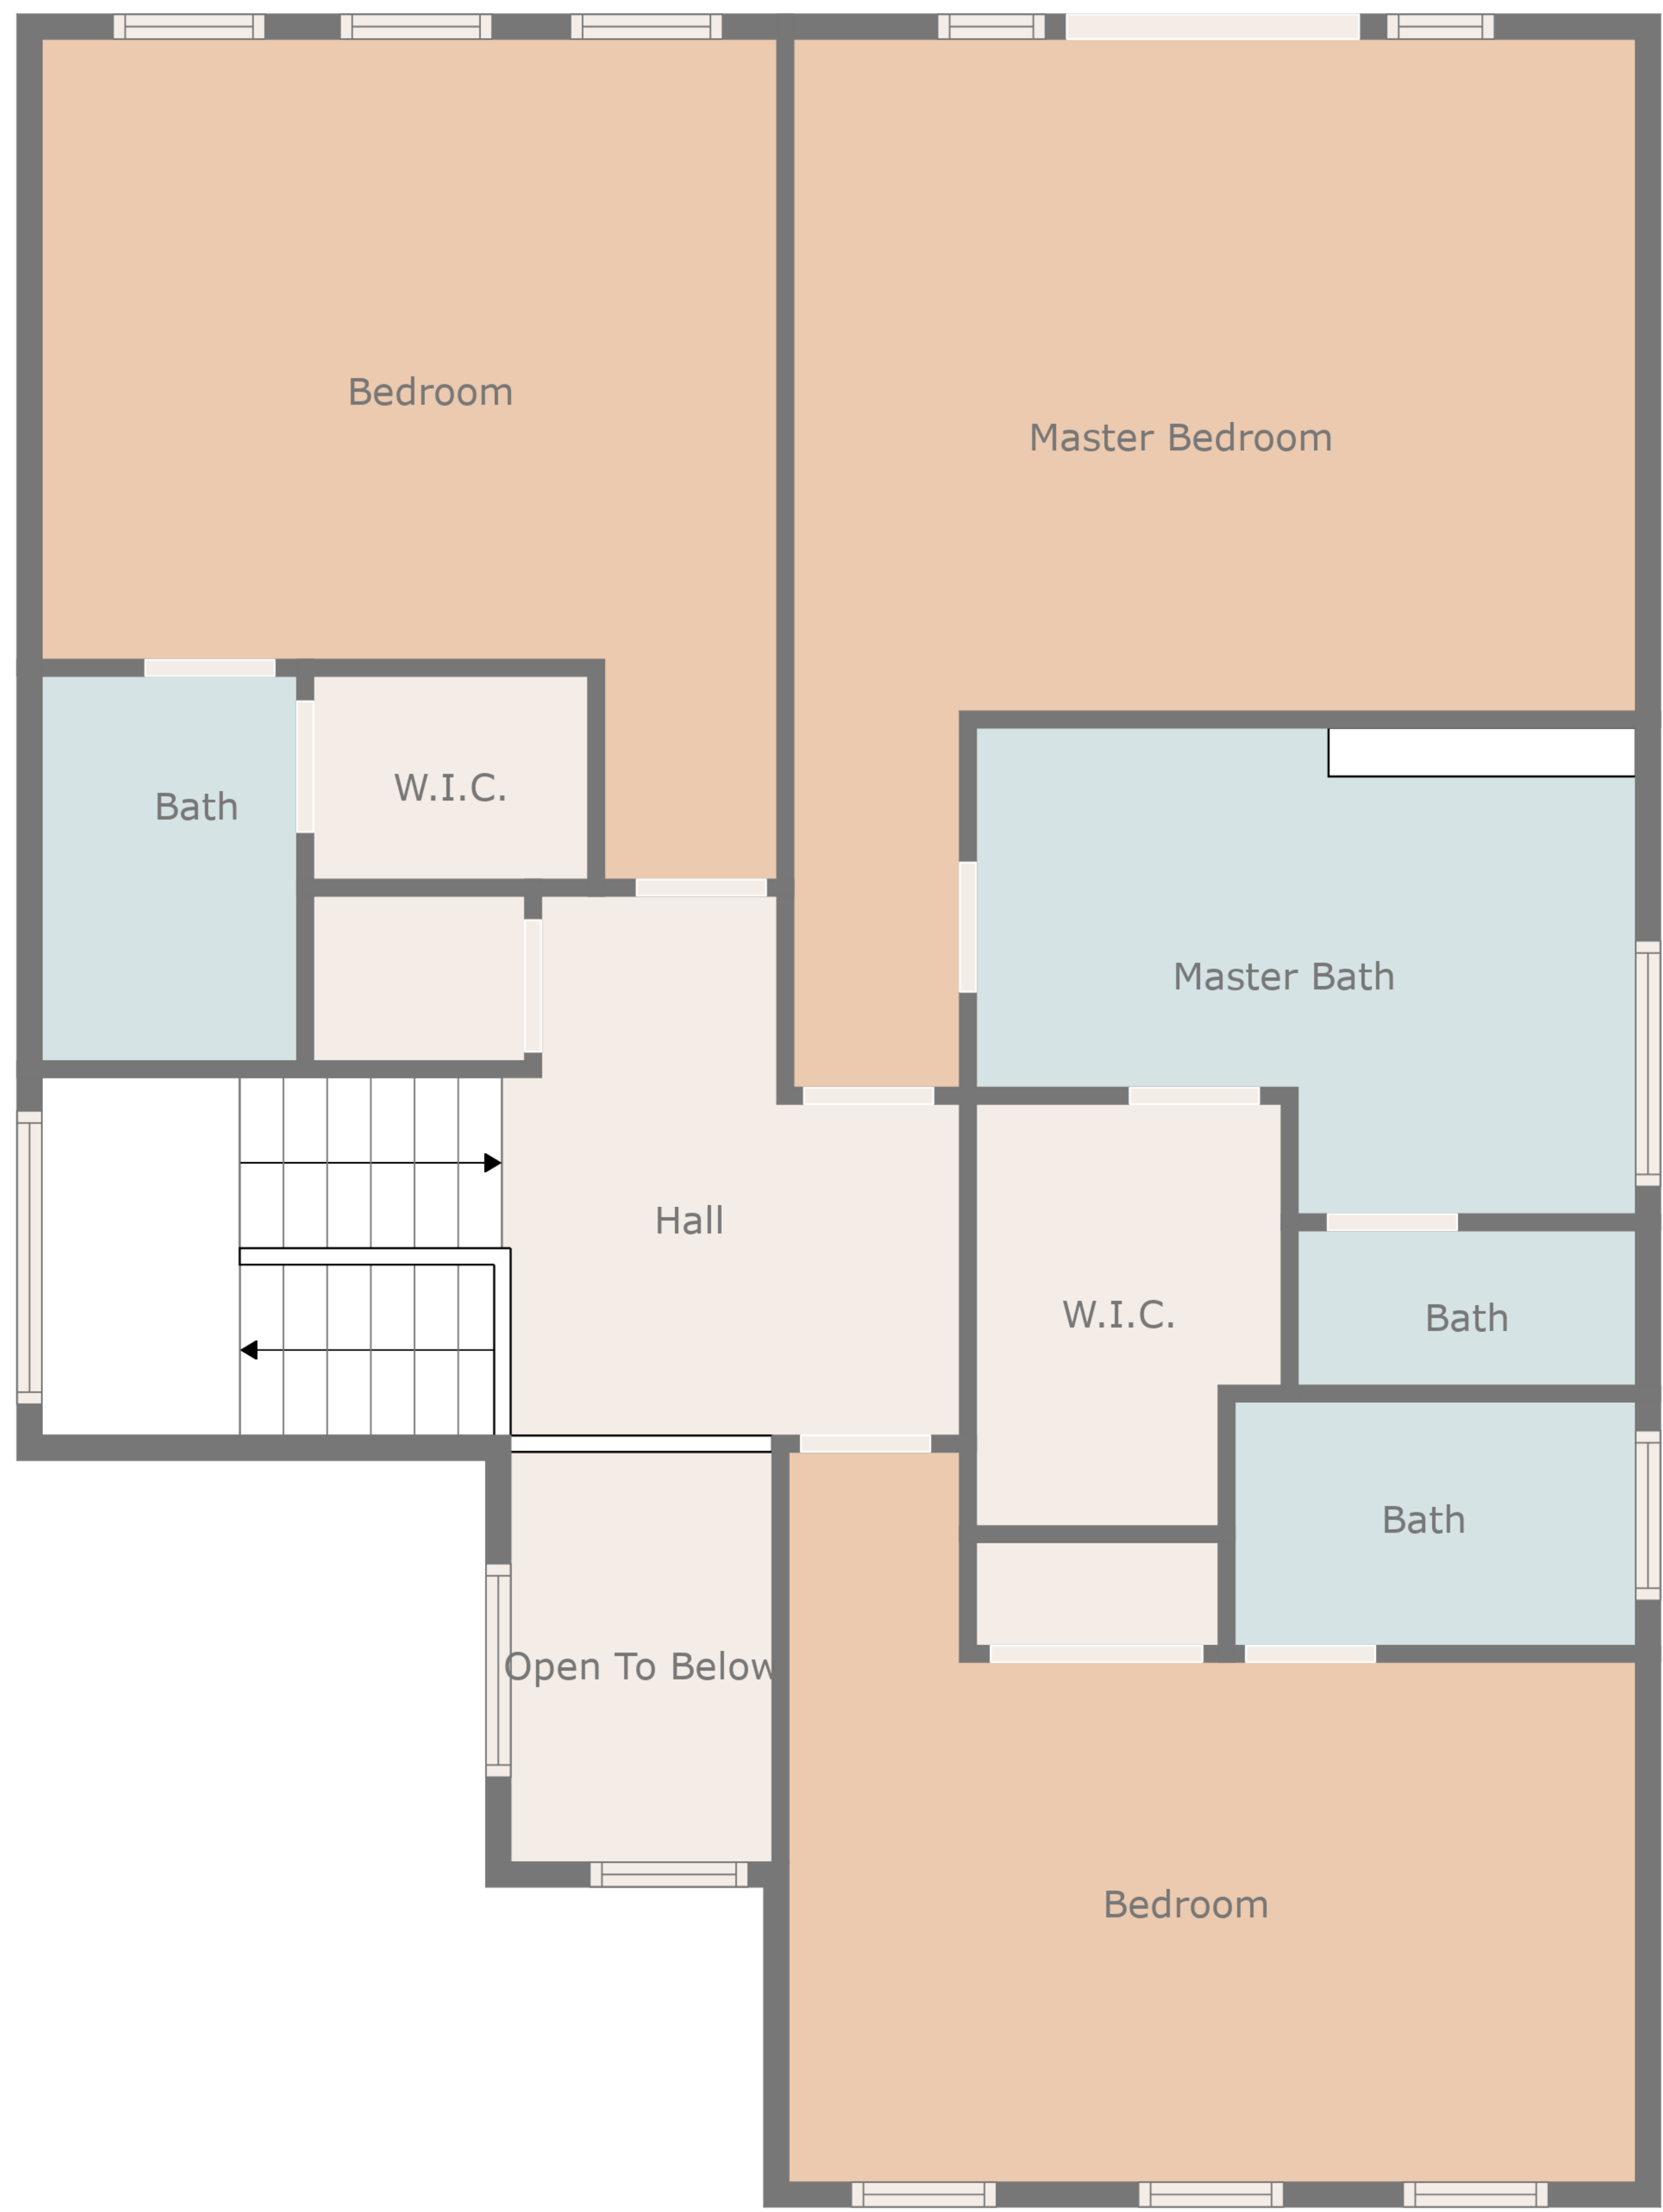 Bedroom
Master Bedroom
W.I.C.
Bath
Master Bath
Hall
W.I.C.
Bath
Bath
Open To Below
Bedroom